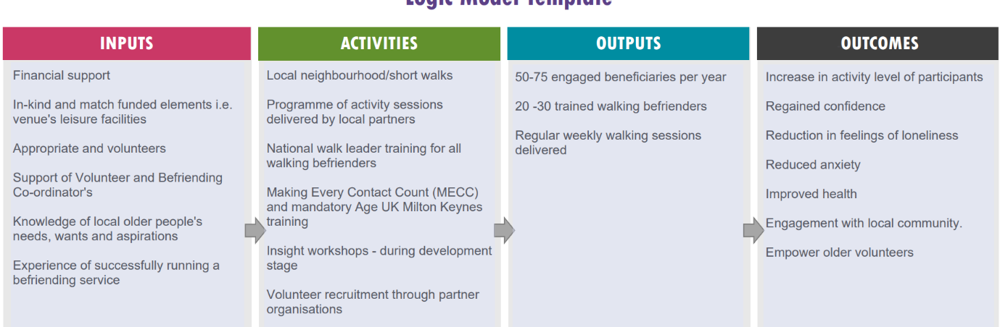 Logic Model Template
INPUTS
Financial support
In-kind and match funded elements i.e.
venue's leisure facilities
Appropriate and volunteers
Support of Volunteer and Befriending
Co-ordinator's
Knowledge of local older people's
needs, wants and aspirations
Experience of successfully running a
befriending service
ACTIVITIES
Local neighbourhood/short walks
Programme of activity sessions
delivered by local partners
National walk leader training for all
walking befrienders
Making Every Contact Count (MECC)
and mandatory Age UK Milton Keynes
training
Insight workshops - during development
stage
Volunteer recruitment through partner
organisations
OUTPUTS
50-75 engaged beneficiaries per year
20 -30 trained walking befrienders
Regular weekly walking sessions
delivered
OUTCOMES
Increase in activity level of participants
Regained confidence
Reduction in feelings of loneliness
Reduced anxiety
Improved health
Engagement with local community.
Empower older volunteers